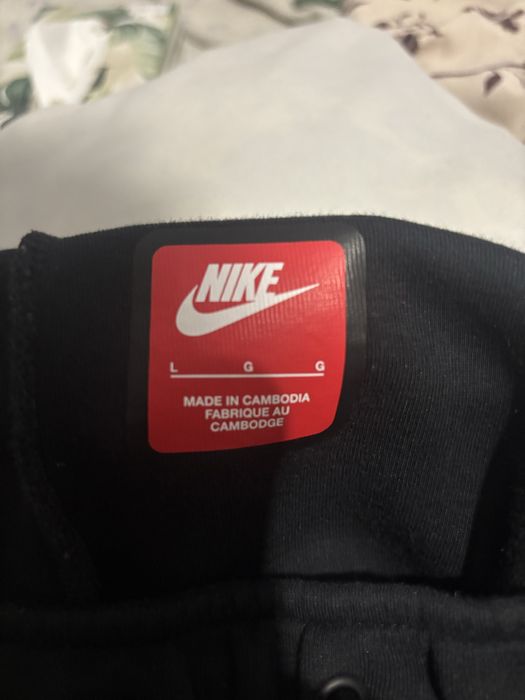 NIKE
L G G
MADE IN CAMBODIA
FABRIQUE AU
CAMBODGE